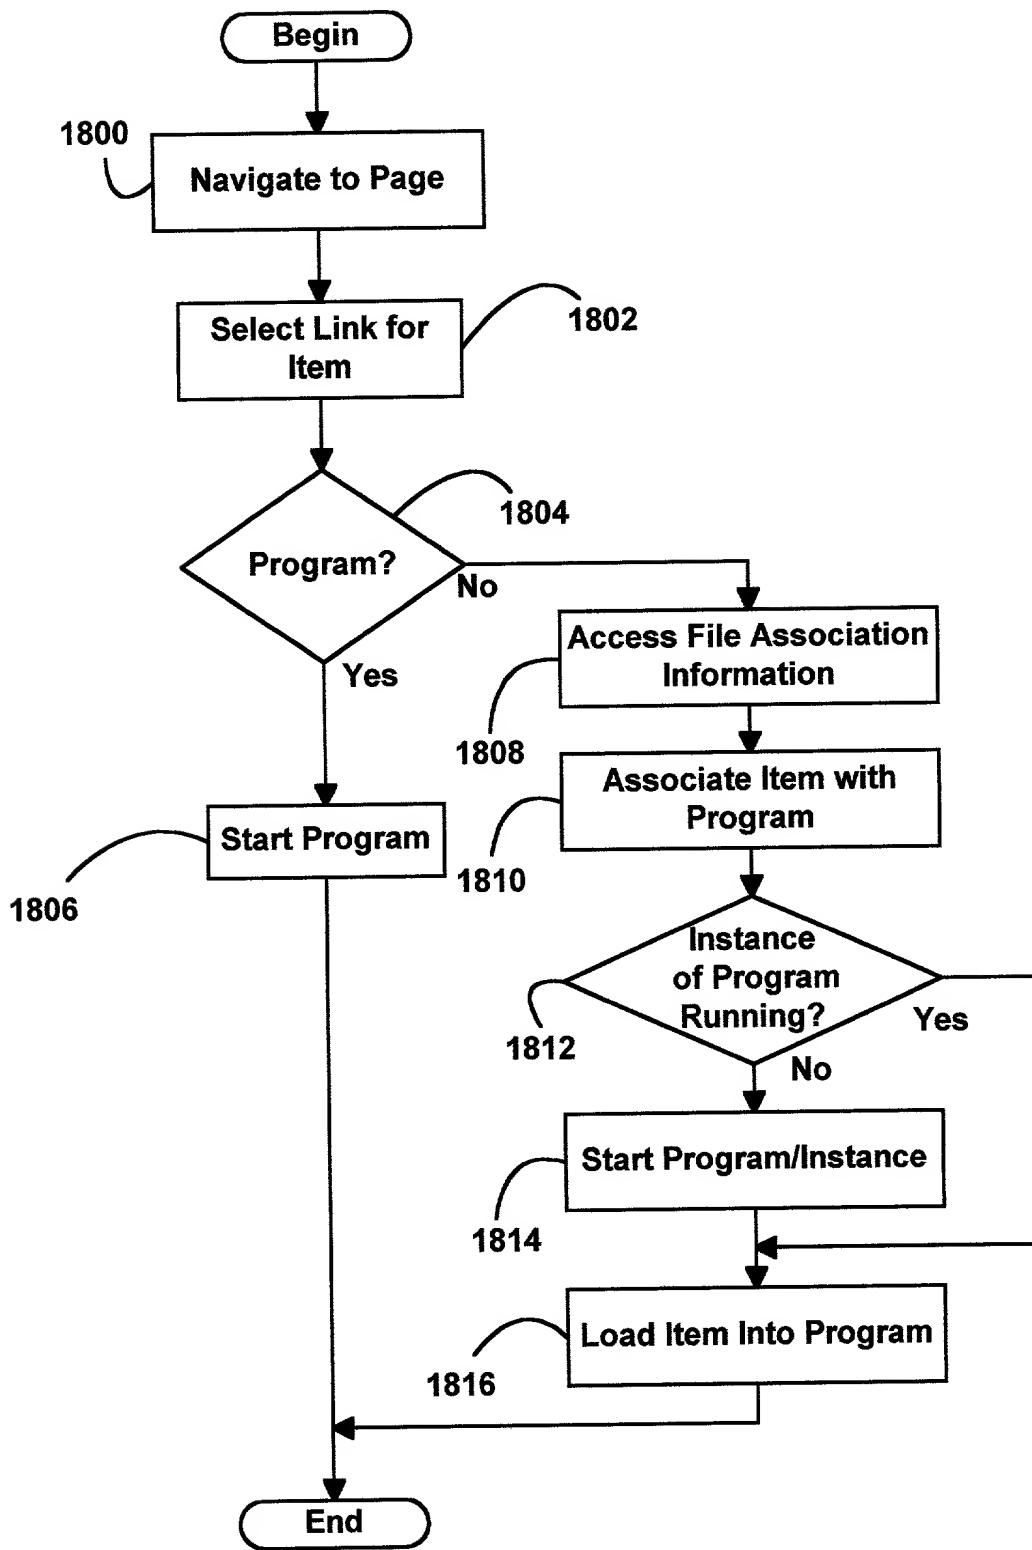 Begin
1800
Navigate to Page
Select Link for
Item
1802
1804
Program?
No
Yes
Access File Association
Information
1808
Associate Item with
Program
1810
Start Program
1806
Instance
of Program
Running?
1812
Yes
No
Start Program/Instance
1814
Load Item Into Program
1816
End